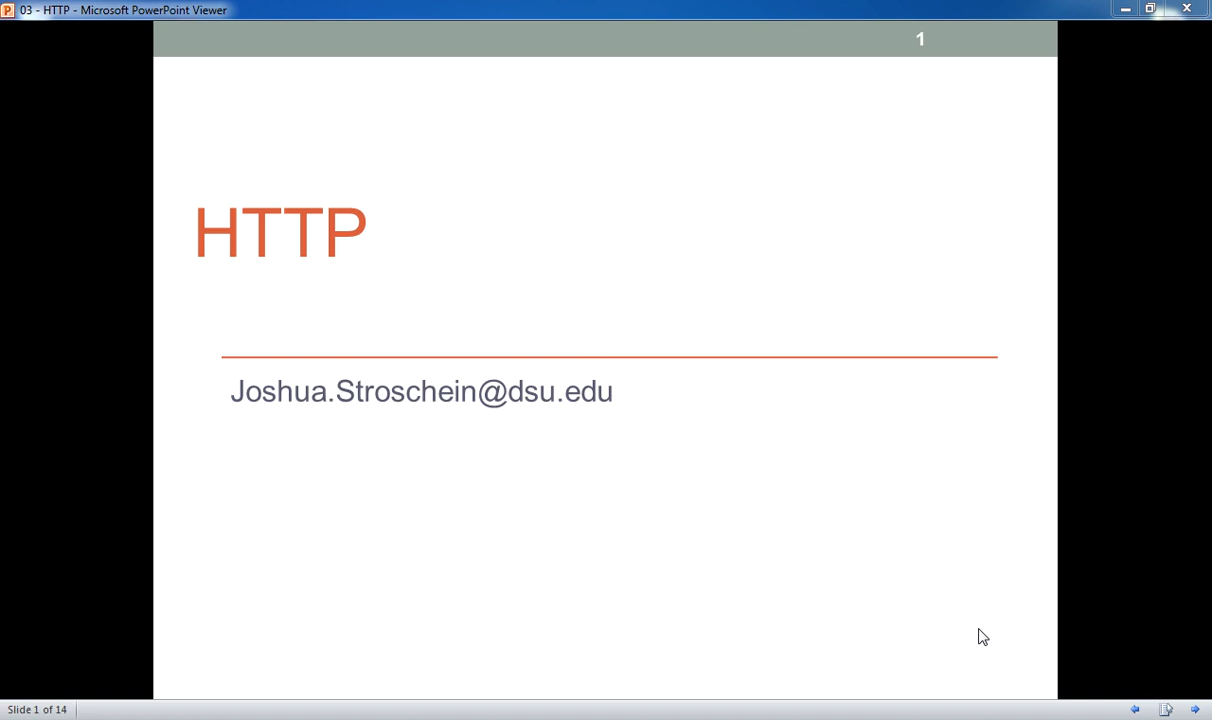 03 - HTTP - Microsoft PowerPoint Viewer
1
HTTP
Joshua.Stroschein@dsu.edu
Slide 1 of 14